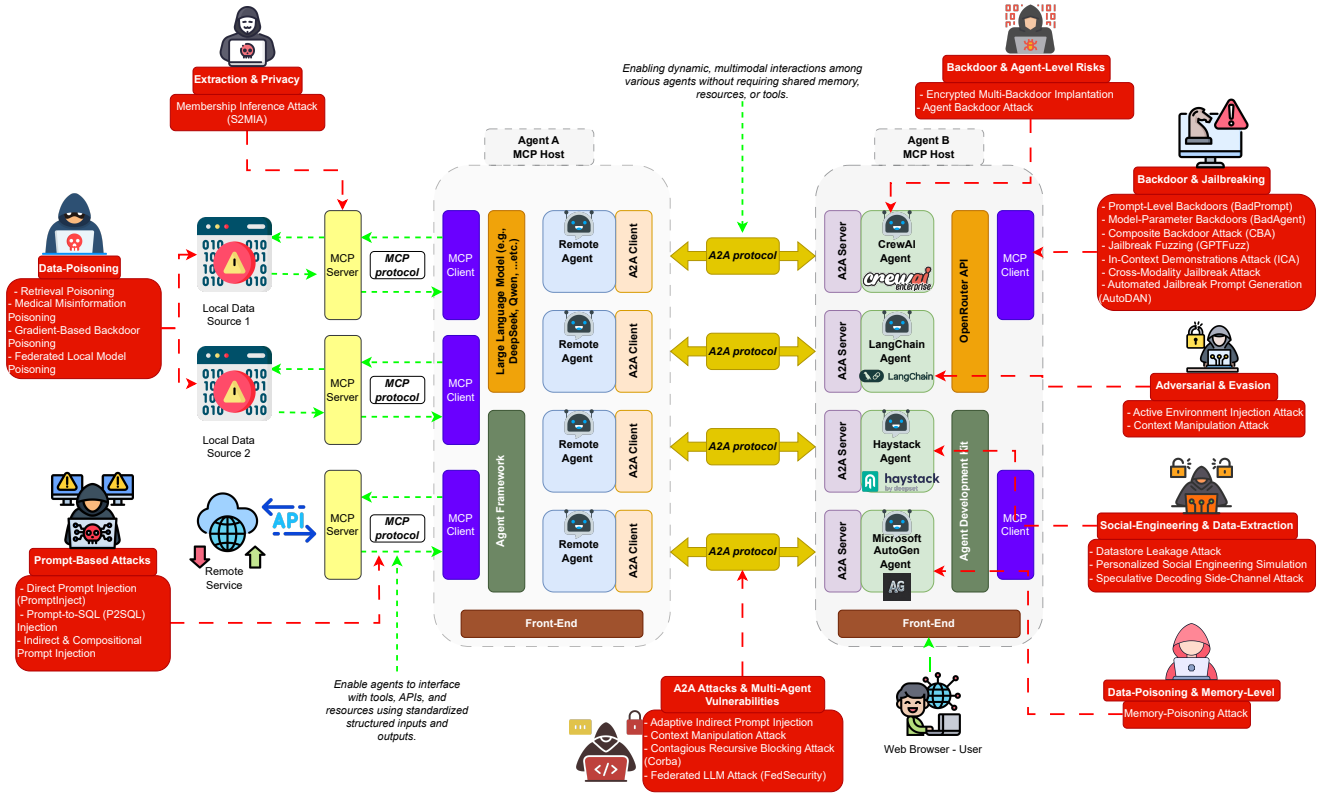 Extraction & Privacy
Membership Inference Attack
(S2MIA)
Enabling dynamic, multimodal interactions among
various agents without requiring shared memory,
resources, or tools.
Backdoor & Agent-Level Risks
- Encrypted Multi-Backdoor Implantation
- Agent Backdoor Attack
Backdoor & Jailbreaking
- Prompt-Level Backdoors (BadPrompt)
- Model-Parameter Backdoors (BadAgent)
- Composite Backdoor Attack (CBA)
- Jailbreak Fuzzing (GPTFuzz)
- In-Context Demonstrations Attack (ICA)
- Cross-Modality Jailbreak Attack
- Automated Jailbreak Prompt Generation
(AutoDAN)
Data-Poisoning
- Retrieval Poisoning
- Medical Misinformation
Poisoning
- Gradient-Based Backdoor
Poisoning
- Federated Local Model
Poisoning
010 010
Local Data
Source 1
010 010
Local Data
Source 2
MCP
Server
MCP
protocol
MCP
Client
MCP
Server
MCP
protocol
MCP
Client
API
Remote
Service
MCP
Server
MCP
protocol
MCP
Client
Agent A
MCP Host
Large Language Model (e.g.,
DeepSeek, Qwen, ...etc.)
Agent Framework
Remote
Agent
A2A Client
Remote
Agent
A2A Client
Remote
Agent
A2A Client
Remote
Agent
A2A Client
Front-End
A2A protocol
A2A protocol
A2A protocol
A2A protocol
Agent B
MCP Host
A2A Server
CrewAI
Agent
crewai
enterprise
A2A Server
LangChain
Agent
LangChain
A2A Server
Haystack
Agent
haystack
by deepset
A2A Server
Microsoft
AutoGen
Agent
AG
OpenRouter API
Agent Development Kit
MCP
Client
MCP
Client
Front-End
Adversarial & Evasion
- Active Environment Injection Attack
- Context Manipulation Attack
Social-Engineering & Data-Extraction
- Datastore Leakage Attack
- Personalized Social Engineering Simulation
- Speculative Decoding Side-Channel Attack
Data-Poisoning & Memory-Level
Memory-Poisoning Attack
Prompt-Based Attacks
- Direct Prompt Injection
(PromptInject)
- Prompt-to-SQL (P2SQL)
Injection
- Indirect & Compositional
Prompt Injection
Enable agents to interface
with tools, APIs, and
resources using standardized
structured inputs and
outputs.
A2A Attacks & Multi-Agent
Vulnerabilities
- Adaptive Indirect Prompt Injection
- Context Manipulation Attack
- Contagious Recursive Blocking Attack
(Corba)
- Federated LLM Attack (FedSecurity)
</>
Web Browser - User